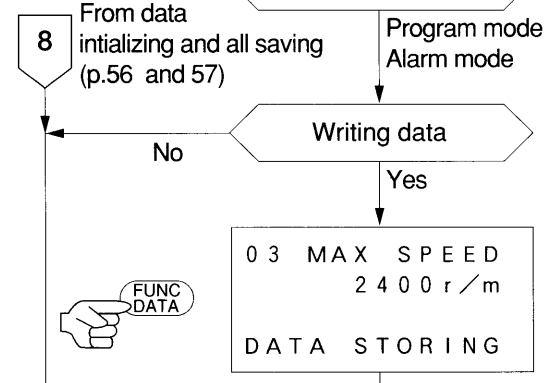 8
From data
intializing and all saving
(p.56 and 57)
Program mode
Alarm mode
Writing data
No
Yes
03 MAX SPEED
2400r/m
FUNC
DATA
DATA STORING